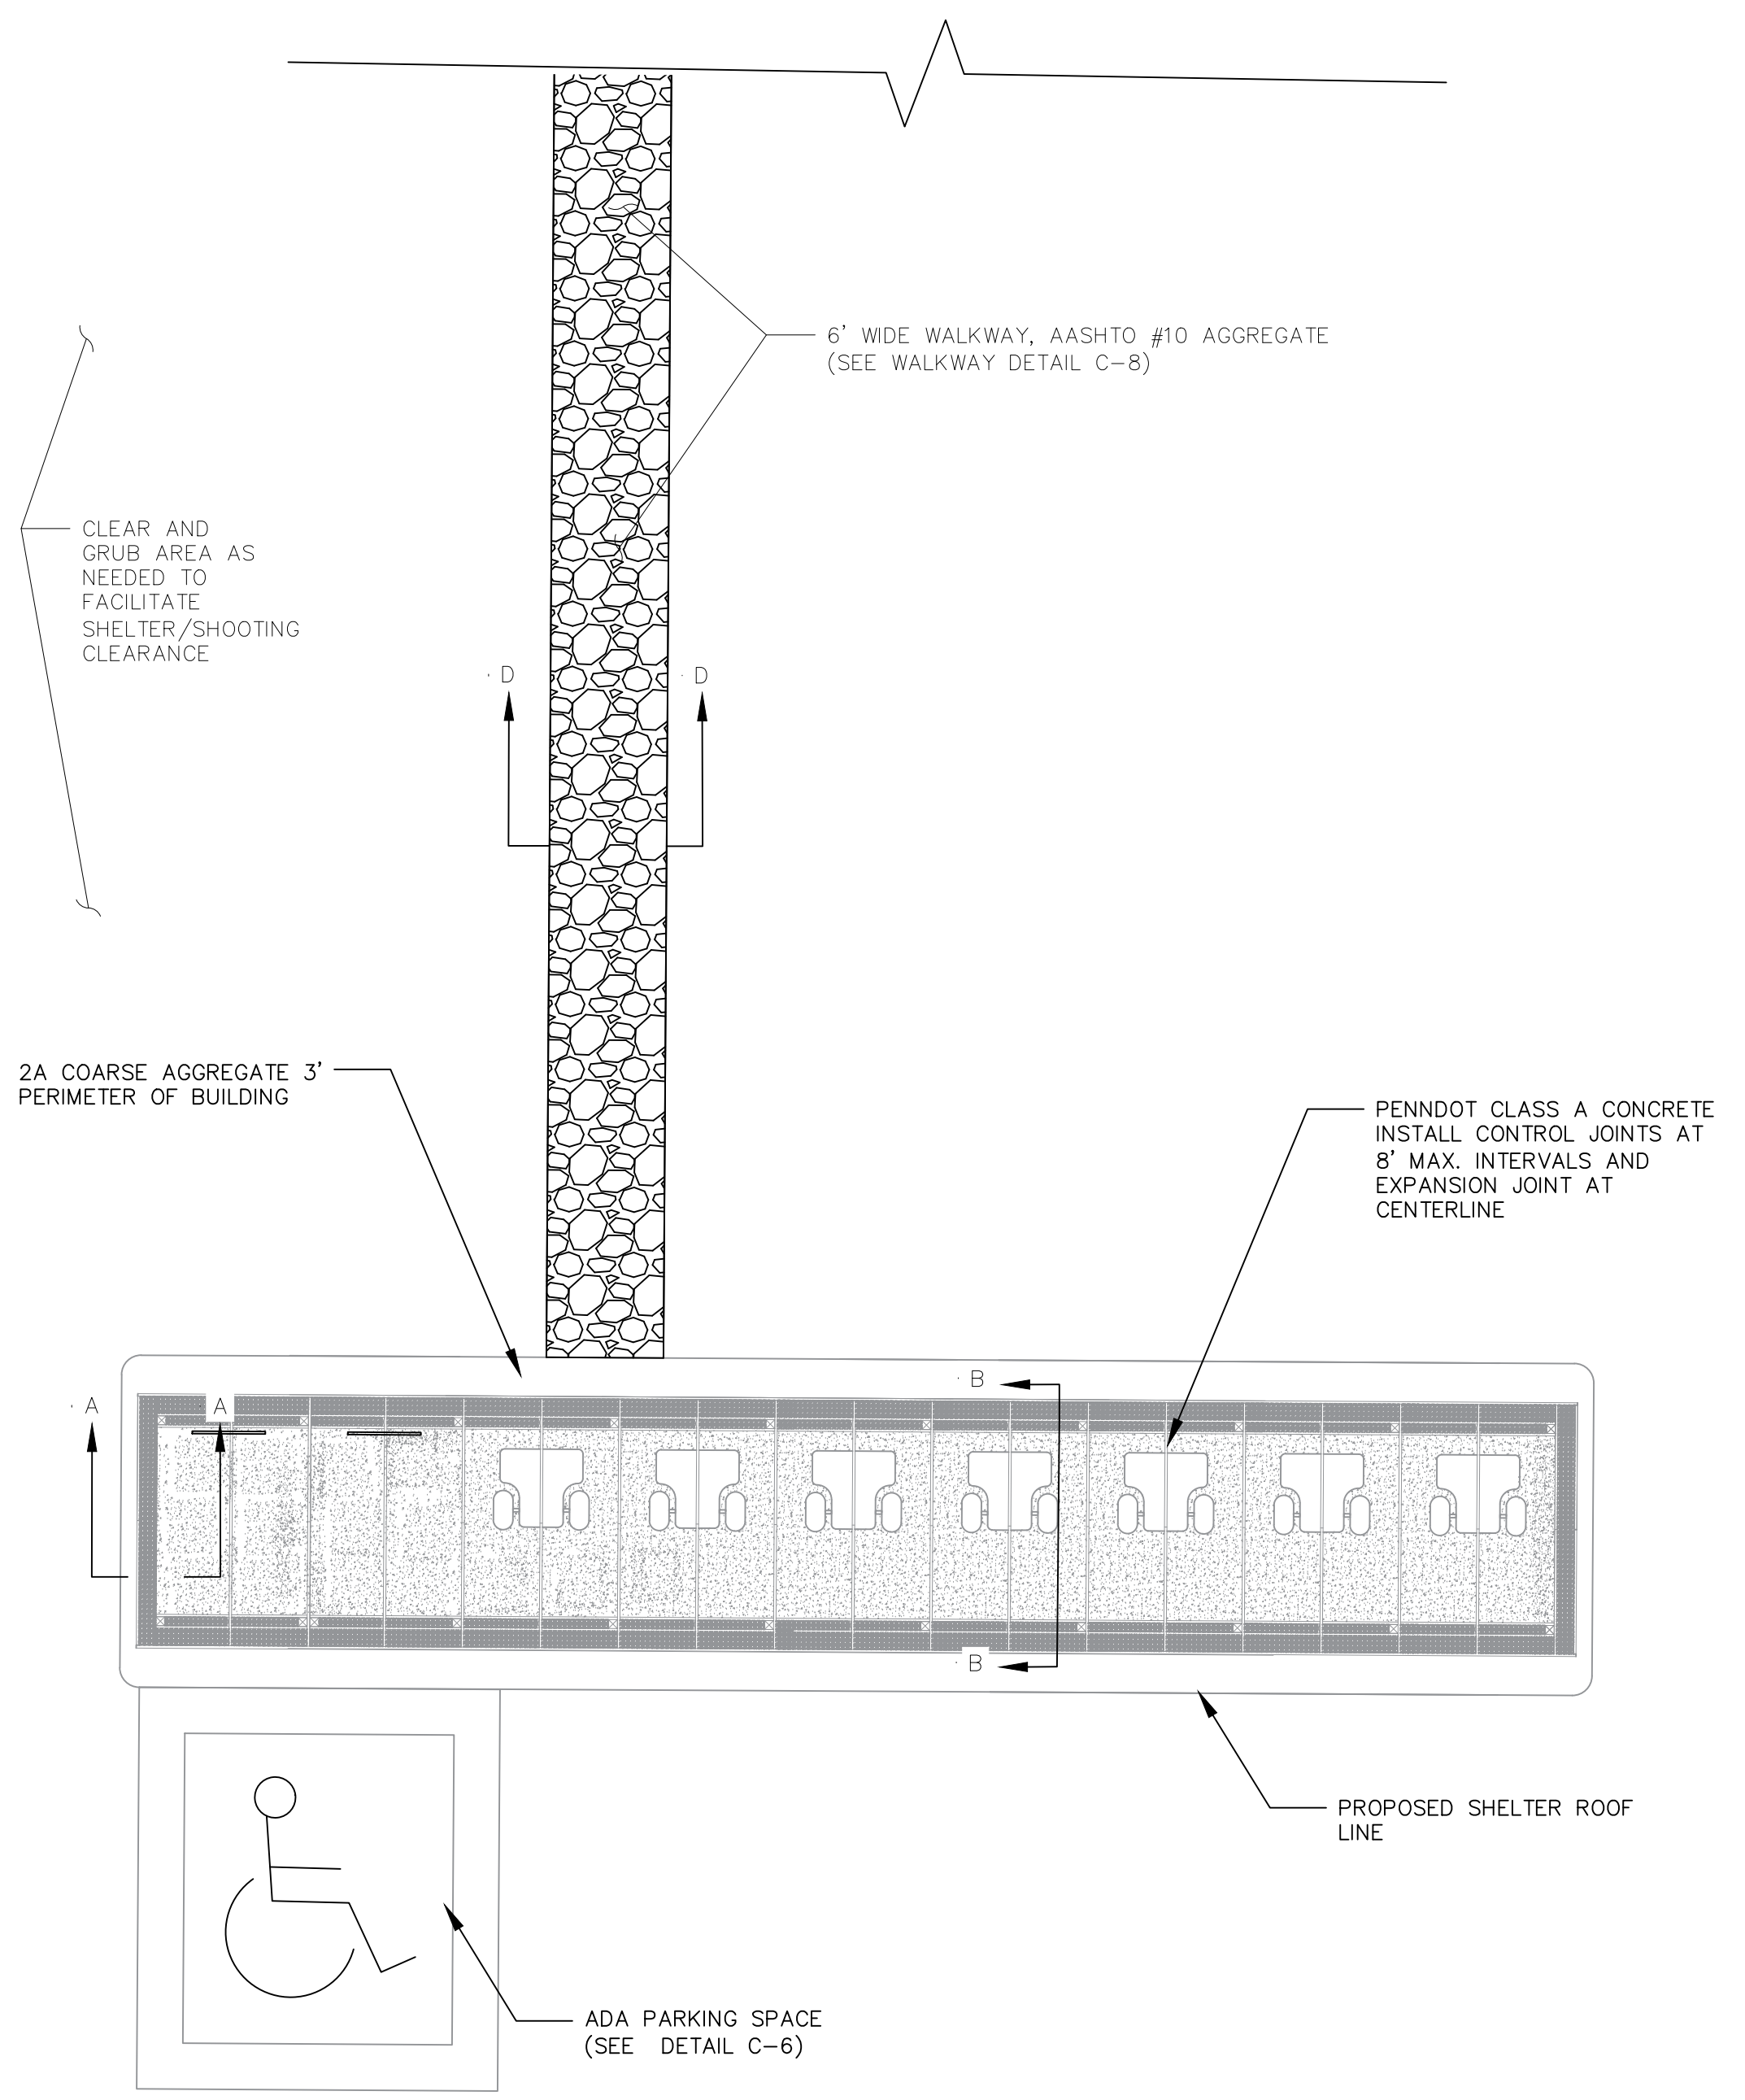 6' WIDE WALKWAY, AASHTO #10 AGGREGATE
(SEE WALKWAY DETAIL C-8)
CLEAR AND
GRUB AREA AS
NEEDED TO
FACILITATE
SHELTER/SHOOTING
CLEARANCE
D
D
2A COARSE AGGREGATE 3'
PERIMETER OF BUILDING
PENNDOT CLASS A CONCRETE
INSTALL CONTROL JOINTS AT
8' MAX. INTERVALS AND
EXPANSION JOINT AT
CENTERLINE
A
A
B
B
PROPOSED SHELTER ROOF
LINE
ADA PARKING SPACE
(SEE DETAIL C-6)